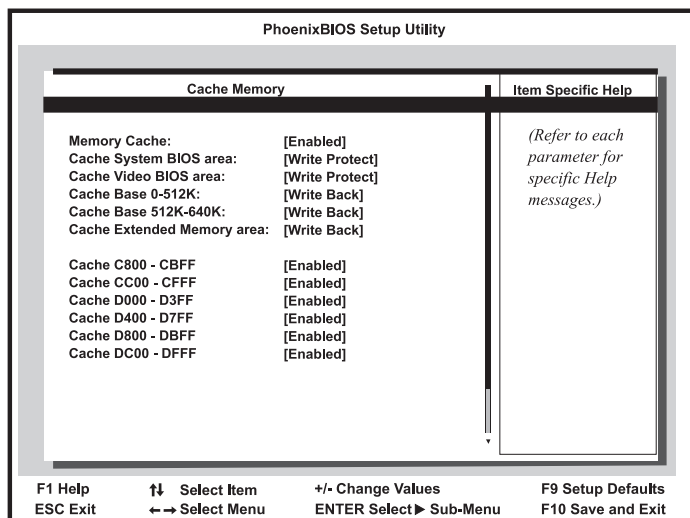 PhoenixBIOS Setup Utility
Cache Memory
Item Specific Help
Memory Cache: [Enabled]
Cache System BIOS area: [Write Protect]
Cache Video BIOS area: [Write Protect]
Cache Base 0-512K: [Write Back]
Cache Base 512K-640K: [Write Back]
Cache Extended Memory area: [Write Back]
Cache C800 - CBFF [Enabled]
Cache CC00 - CFFF [Enabled]
Cache D000 - D3FF [Enabled]
Cache D400 - D7FF [Enabled]
Cache D800 - DBFF [Enabled]
Cache DC00 - DFFF [Enabled]
(Refer to each
parameter for
specific Help
messages.)
F1 Help ↑↓ Select Item +/- Change Values F9 Setup Defaults
ESC Exit ←→ Select Menu ENTER Select ▶ Sub-Menu F10 Save and Exit